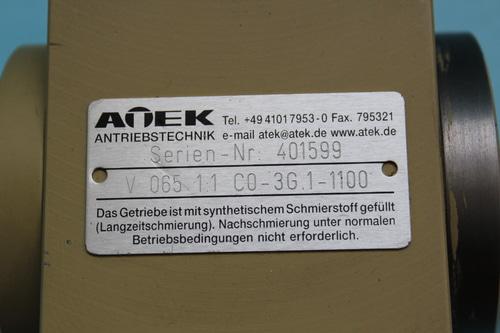 ATEK Tel. +49 41017953-0 Fax. 795321
ANTRIEBSTECHNIK e-mail atek@atek.de www.atek.de
Serien-Nr: 401599
V 065 1:1 CO-3G.1-1100
Das Getriebe ist mit synthetischem Schmierstoff gefüllt
(Langzeitschmierung). Nachschmierung unter normalen
Betriebsbedingungen nicht erforderlich.